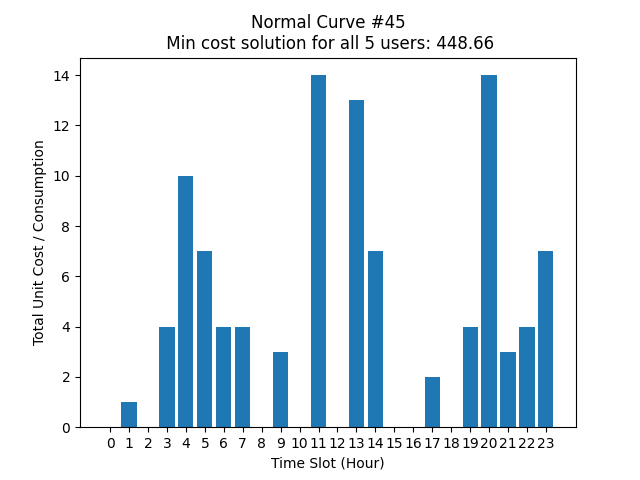 Normal Curve #45
Min cost solution for all 5 users: 448.66
Total Unit Cost / Consumption
14
12
10
8
6
4
2
0
0 1 2 3 4 5 6 7 8 9 10 11 12 13 14 15 16 17 18 19 20 21 22 23
Time Slot (Hour)